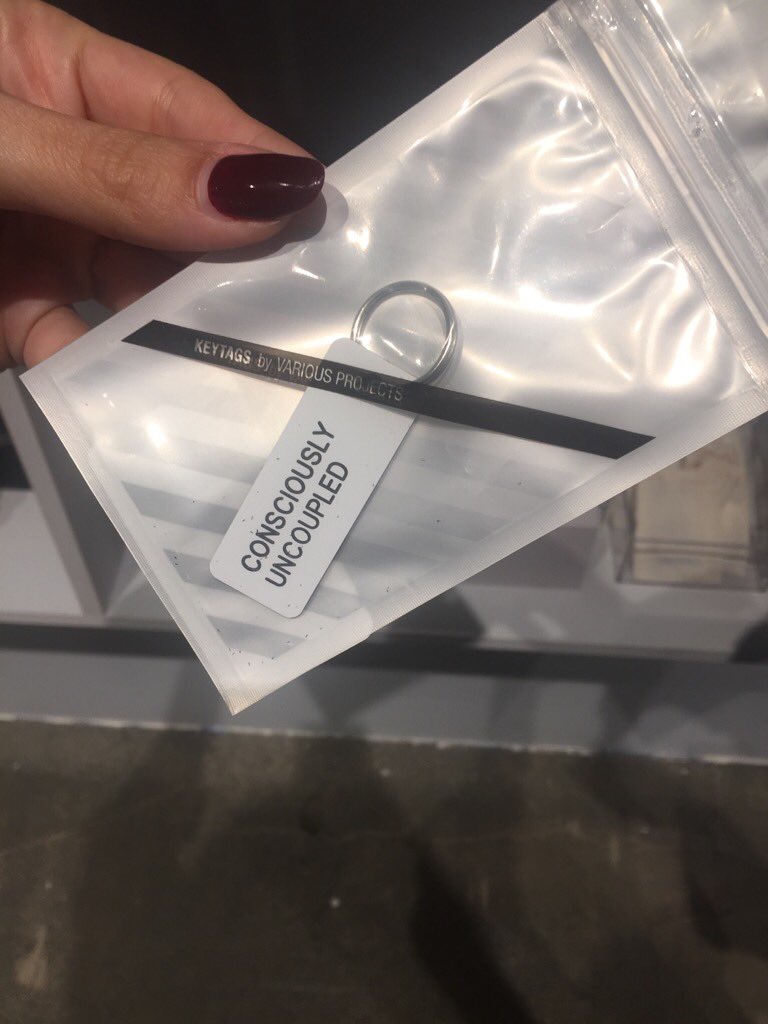 KEYTAGS by VARIOUS PROJECTS
CONSCIOUSLY
UNCOUPLED